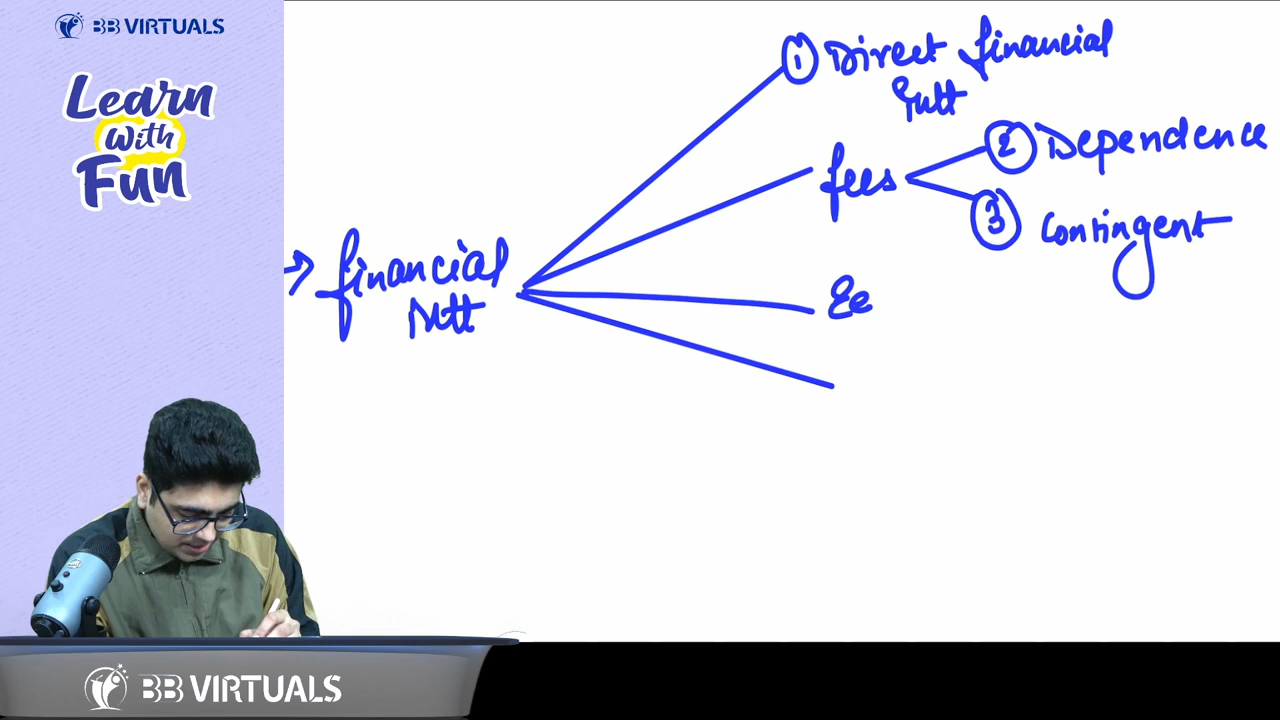 BB VIRTUALS
Learn
With
Fun
① Direct financial
Intt
fees
② Dependence
③ Contingent
→ financial
Intt
Ee
BB VIRTUALS